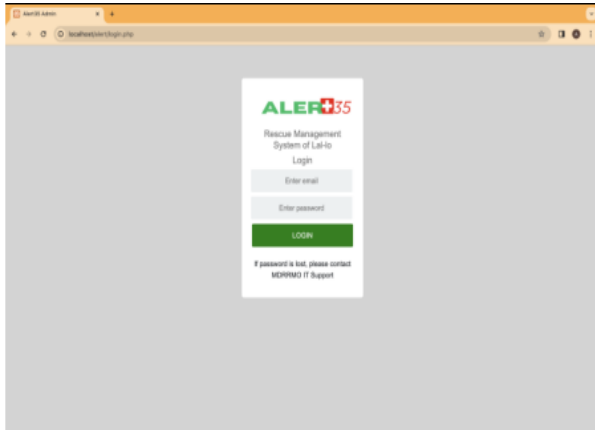 Alert35 Admin
localhost/alert/login.php
ALER 35
Rescue Management
System of Lal-lo
Login
Enter email
Enter password
LOGIN
If password is lost, please contact
MDRRMO IT Support